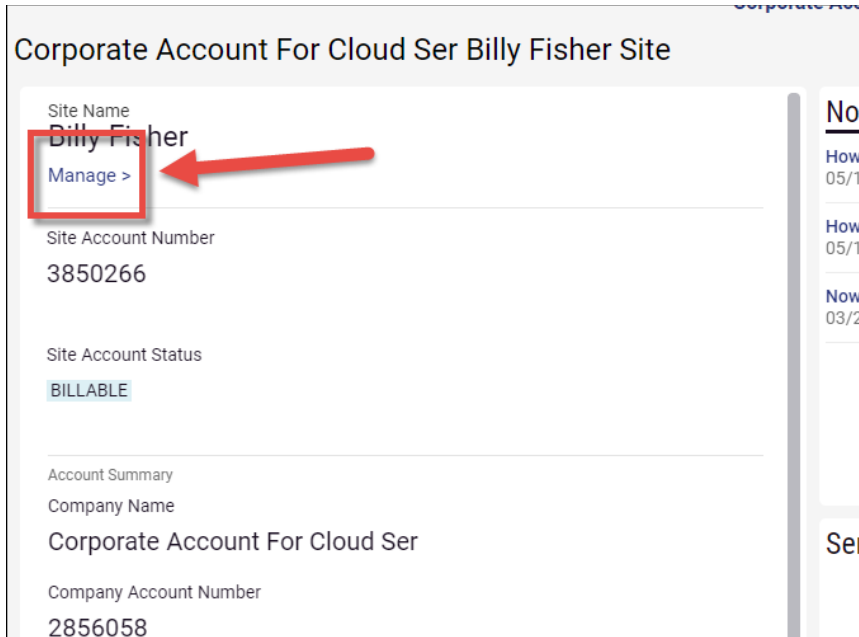 Corporate Acc
Corporate Account For Cloud Ser Billy Fisher Site
Site Name
Billy Fisher
Manage >
Site Account Number
3850266
Site Account Status
BILLABLE
Account Summary
Company Name
Corporate Account For Cloud Ser
Company Account Number
2856058
No
How
05/1
How
05/1
Now
03/2
Ser